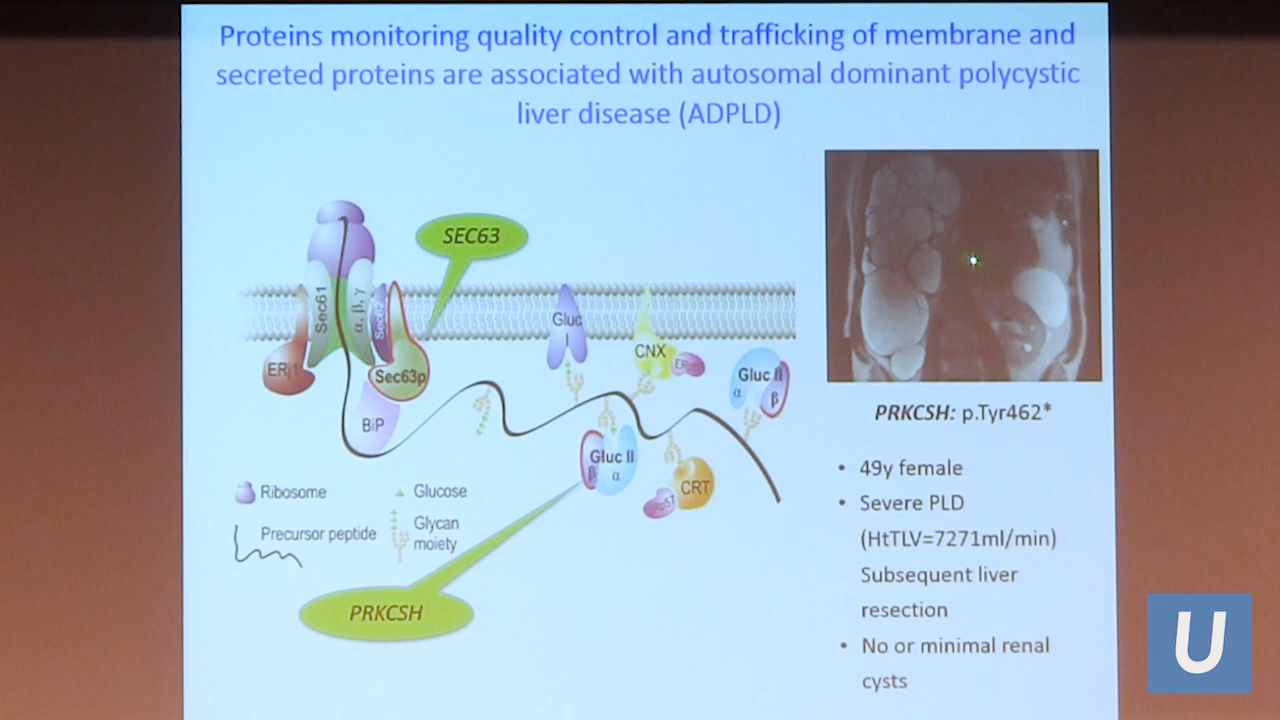 Proteins monitoring quality control and trafficking of membrane and
secreted proteins are associated with autosomal dominant polycystic
liver disease (ADPLD)
SEC63
Sec61
α, β, γ
Sec62
ERj1
Sec63p
BiP
Gluc
I
CNX
Gluc II
α
β
Gluc II
β
α
CRT
Ribosome
Glucose
Precursor peptide
Glycan
moiety
PRKCSH
PRKCSH: p.Tyr462*
• 49y female
• Severe PLD
(HtTLV=7271ml/min)
Subsequent liver
resection
• No or minimal renal
cysts
U